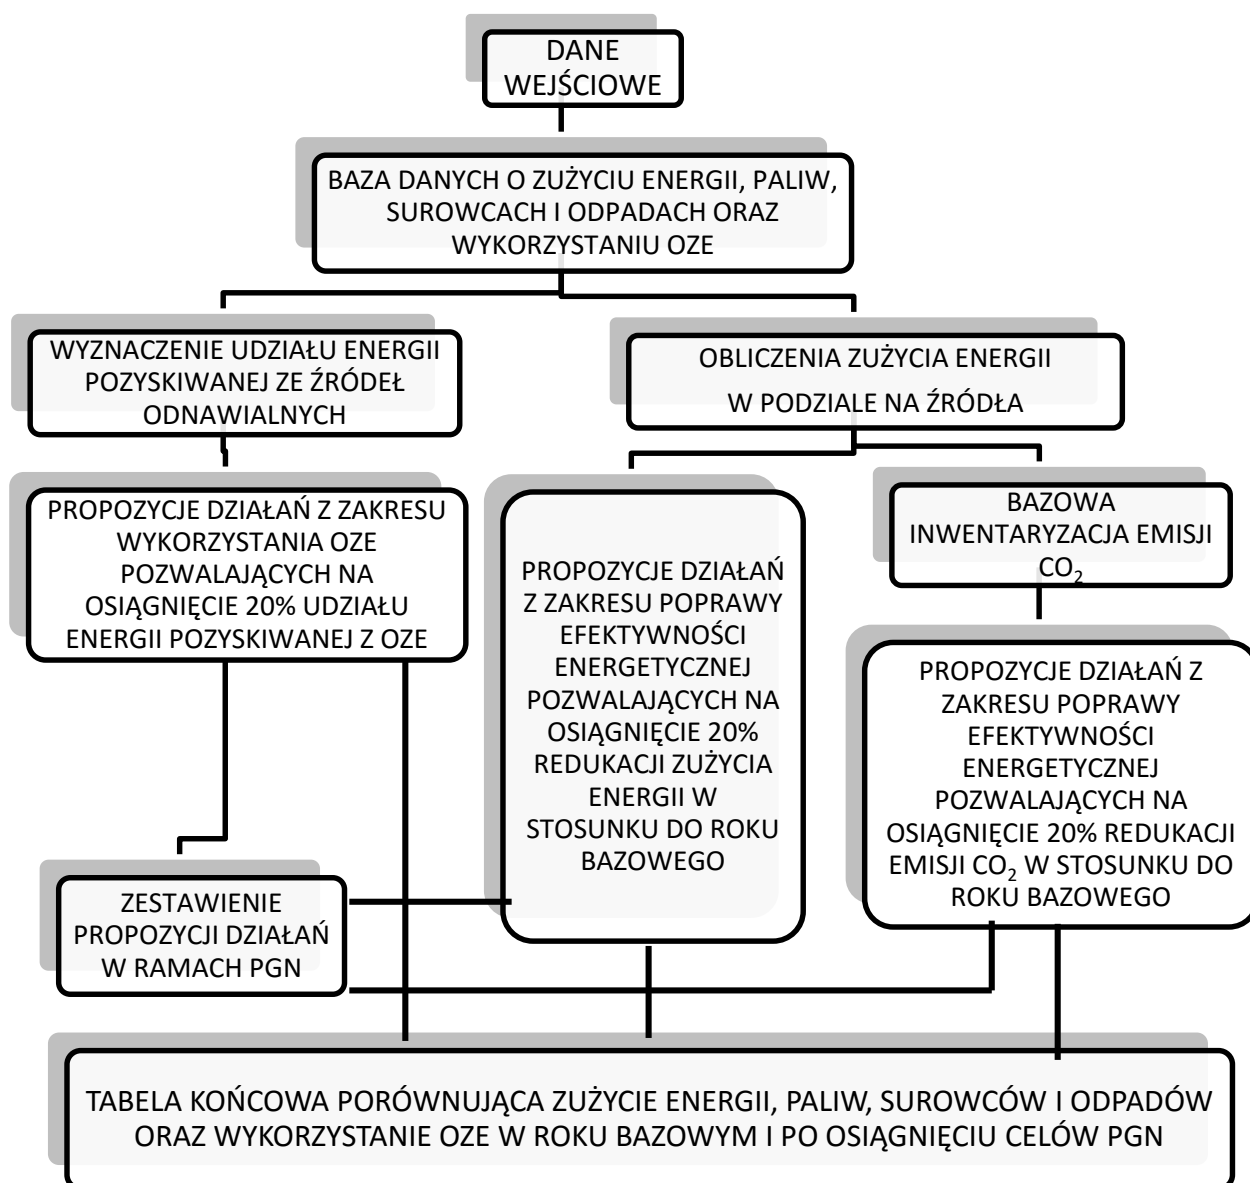 DANE
WEJŚCIOWE
BAZA DANYCH O ZUŻYCIU ENERGII, PALIW,
SUROWCACH I ODPADACH ORAZ
WYKORZYSTANIU OZE
WYZNACZENIE UDZIAŁU ENERGII
POZYSKIWANEJ ZE ŹRÓDEŁ
ODNAWIALNYCH
OBLICZENIA ZUŻYCIA ENERGII
W PODZIALE NA ŹRÓDŁA
PROPOZYCJE DZIAŁAŃ Z ZAKRESU
WYKORZYSTANIA OZE
POZWALAJĄCYCH NA
OSIĄGNIĘCIE 20% UDZIAŁU
ENERGII POZYSKIWANEJ Z OZE
PROPOZYCJE DZIAŁAŃ
Z ZAKRESU POPRAWY
EFEKTYWNOŚCI
ENERGETYCZNEJ
POZWALAJĄCYCH NA
OSIĄGNIĘCIE 20%
REDUKACJI ZUŻYCIA
ENERGII W
STOSUNKU DO ROKU
BAZOWEGO
BAZOWA
INWENTARYZACJA EMISJI
CO₂
PROPOZYCJE DZIAŁAŃ Z
ZAKRESU POPRAWY
EFEKTYWNOŚCI
ENERGETYCZNEJ
POZWALAJĄCYCH NA
OSIĄGNIĘCIE 20% REDUKACJI
EMISJI CO₂ W STOSUNKU DO
ROKU BAZOWEGO
ZESTAWIENIE
PROPOZYCJI DZIAŁAŃ
W RAMACH PGN
TABELA KOŃCOWA PORÓWNUJĄCA ZUŻYCIE ENERGII, PALIW, SUROWCÓW I ODPADÓW
ORAZ WYKORZYSTANIE OZE W ROKU BAZOWYM I PO OSIĄGNIĘCIU CELÓW PGN